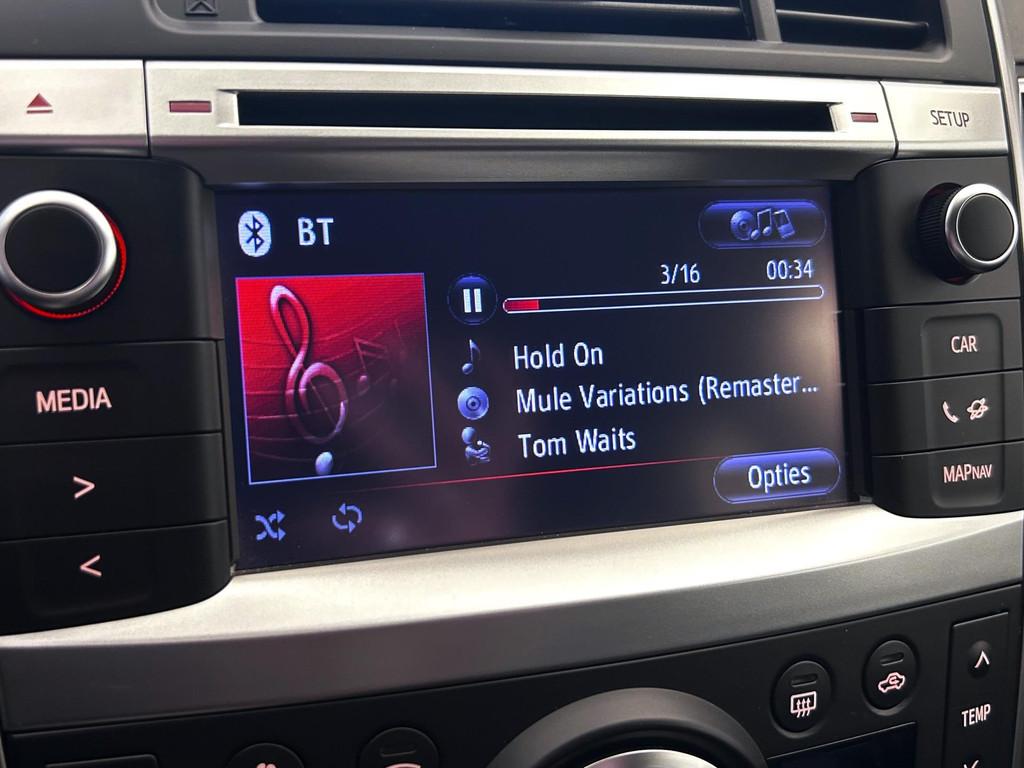 SETUP
BT
3/16 00:34
Hold On
Mule Variations (Remaster...
Tom Waits
Opties
MEDIA
>
<
CAR
MAPNAV
TEMP